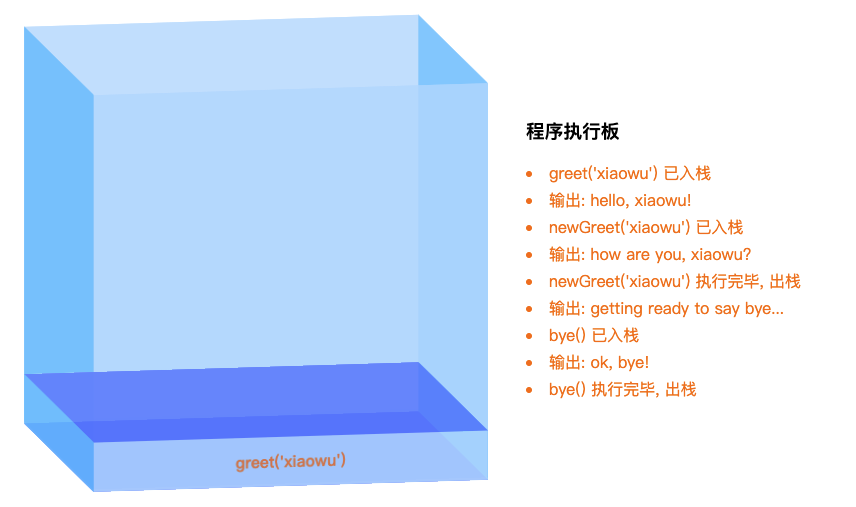 程序执行板
greet('xiaowu') 已入栈
输出: hello, xiaowu!
newGreet('xiaowu') 已入栈
输出: how are you, xiaowu?
newGreet('xiaowu') 执行完毕, 出栈
输出: getting ready to say bye...
bye() 已入栈
输出: ok, bye!
bye() 执行完毕, 出栈
greet('xiaowu')